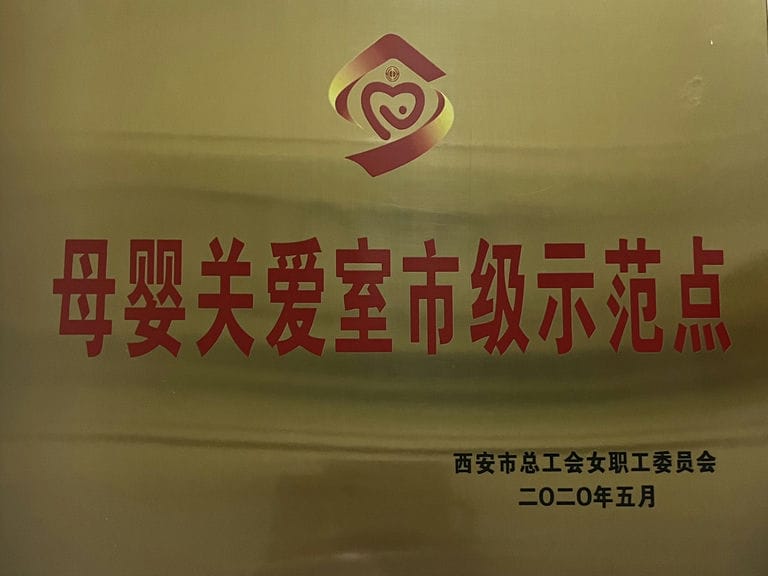 母婴关爱室市级示范点
西安市总工会女职工委员会
二〇二〇年五月